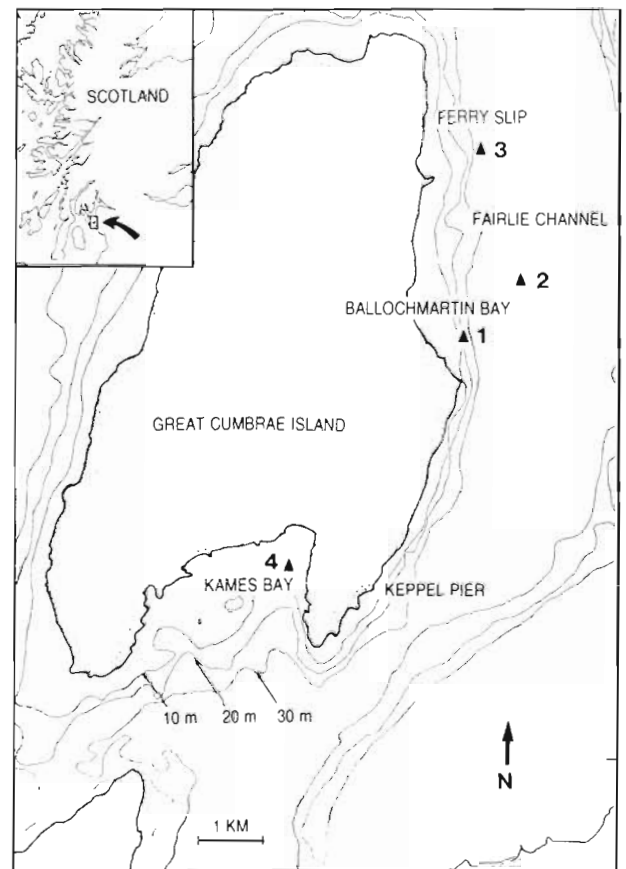 SCOTLAND
FERRY SLIP
3
FAIRLIE CHANNEL
2
BALLOCHMARTIN BAY
1
GREAT CUMBRAE ISLAND
4
KAMES BAY
KEPPEL PIER
10 m
20 m
30 m
N
1 KM